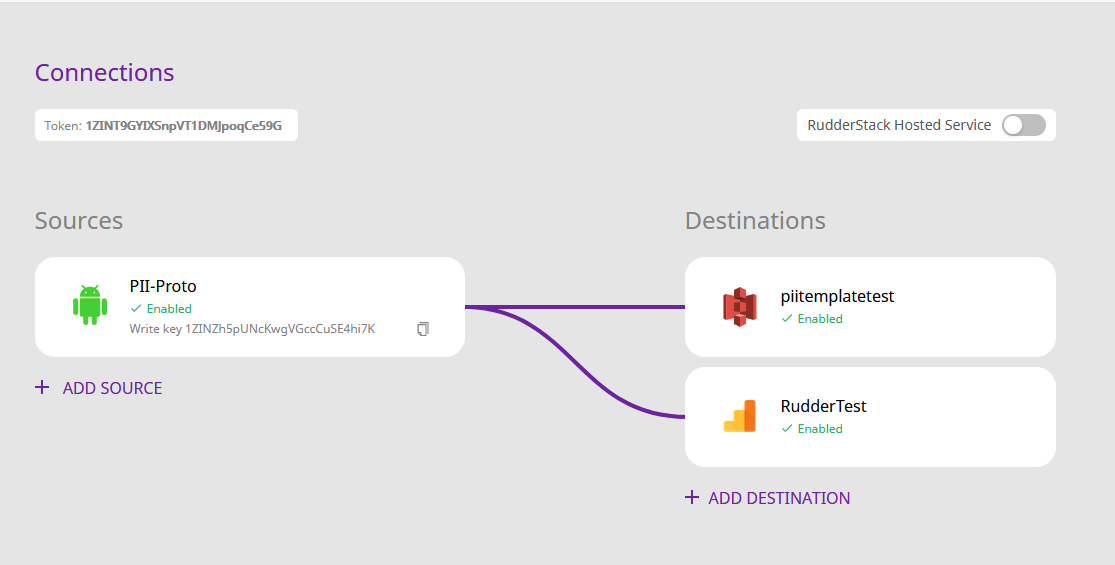 Connections
Token: 1ZINT9GYIXSnpVT1DMJpoqCe59G
RudderStack Hosted Service
Sources
Destinations
PII-Proto
Enabled
Write key 1ZINZh5pUNcKwgVGccCuSE4hi7K
piitemplatetest
Enabled
ADD SOURCE
RudderTest
Enabled
ADD DESTINATION